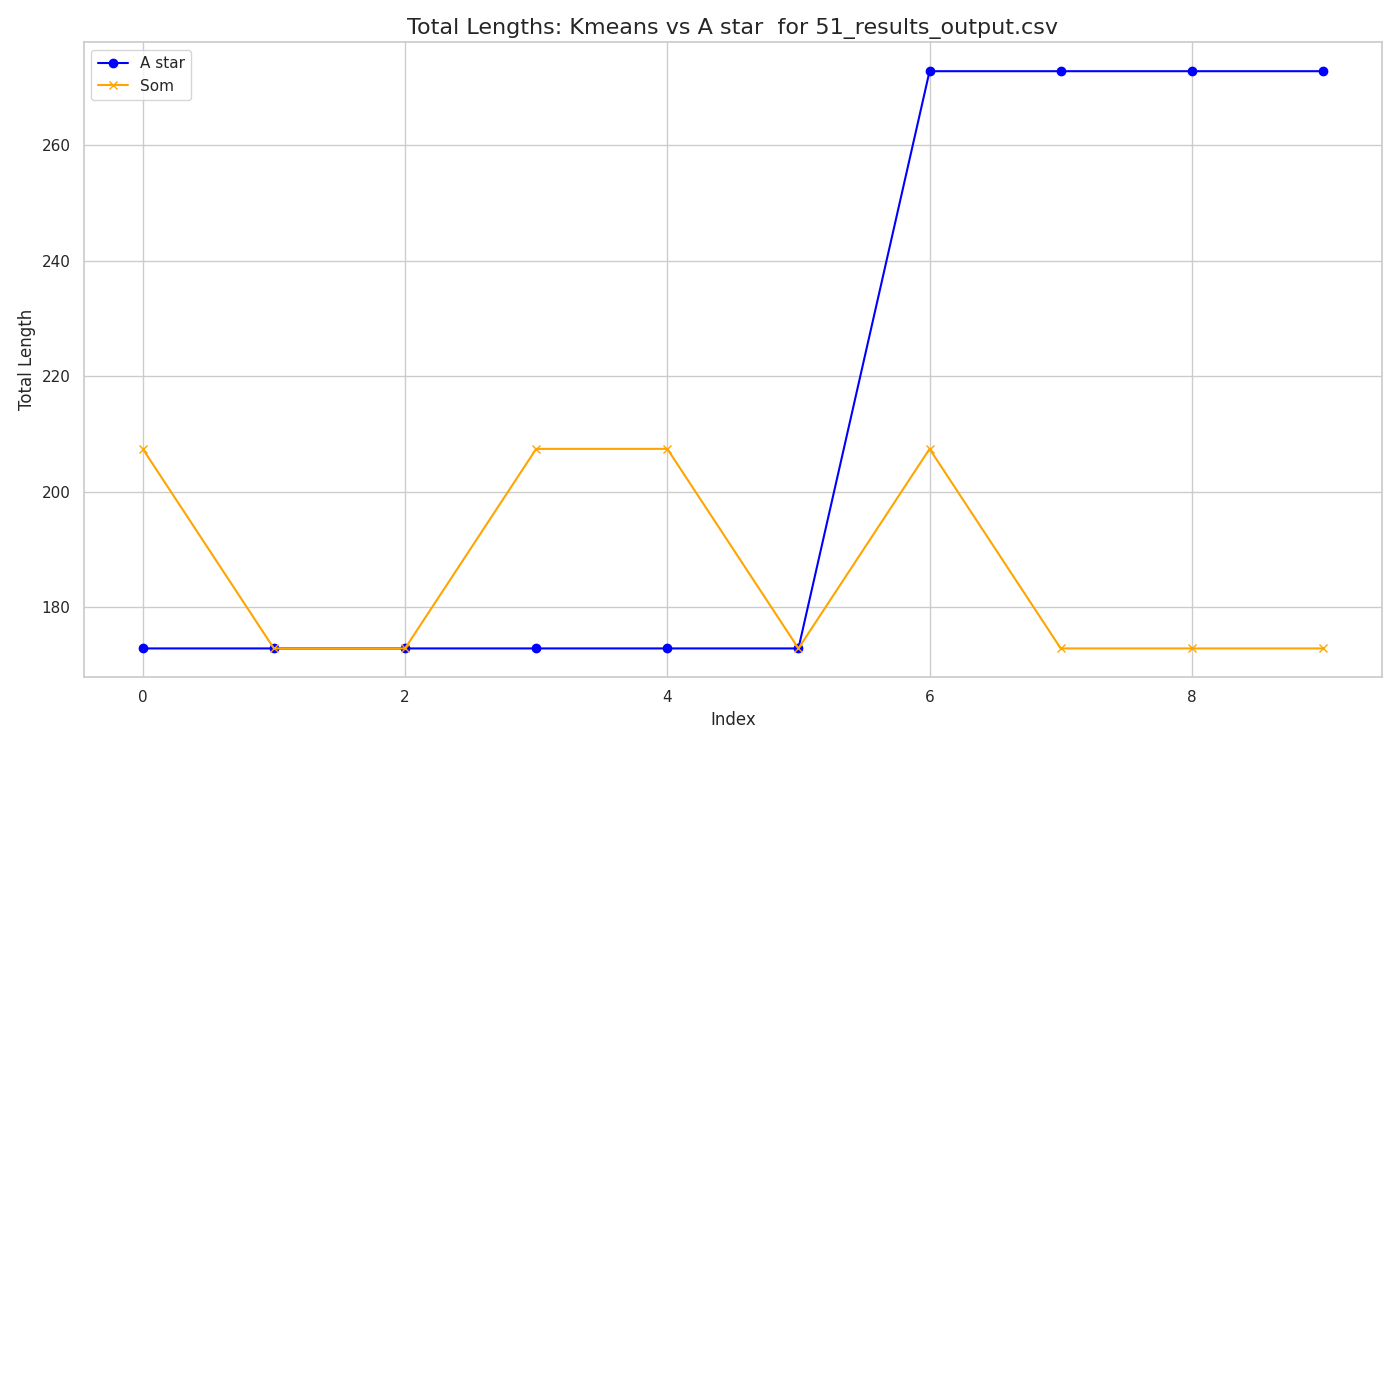 Total Lengths: Kmeans vs A star  for 51_results_output.csv
A star
Som
Total Length
260
240
220
200
180
0 2 4 6 8
Index